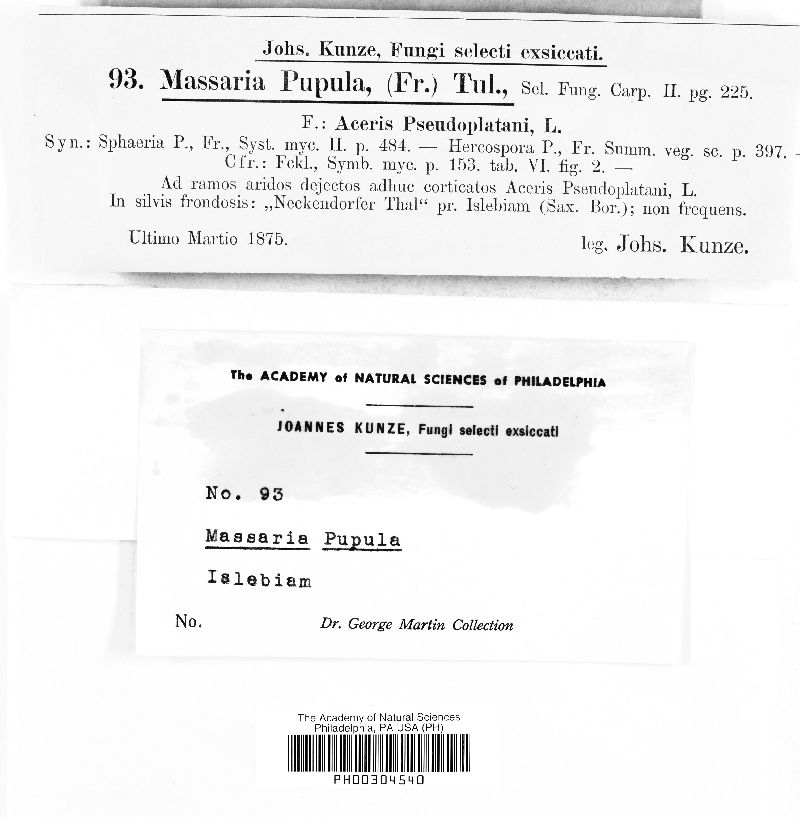 Johs. Kunze, Fungi selecti exsiccati.
93. Massaria Pupula, (Fr.) Tul., Sel. Fung. Carp. II. pg. 225.
F.: Aceris Pseudoplatani, L.
Syn.: Sphaeria P., Fr., Syst. myc. II. p. 484. — Hercospora P., Fr. Summ. veg. sc. p. 397. -
Cfr.: Fckl., Symb. myc. p. 153. tab. VI. fig. 2. —
Ad ramos aridos dejectos adhuc corticatos Aceris Pseudoplatani, L.
In silvis frondosis: „Neckendorfer Thal“ pr. Islebiam (Sax. Bor.); non frequens.
Ultimo Martio 1875.
leg. Johs. Kunze.
The ACADEMY of NATURAL SCIENCES of PHILADELPHIA
JOANNES KUNZE, Fungi selecti exsiccati
No. 93
Massaria Pupula
Islebiam
No.
Dr. George Martin Collection
The Academy of Natural Sciences
Philadelphia, PA USA (PH)
PH00304540